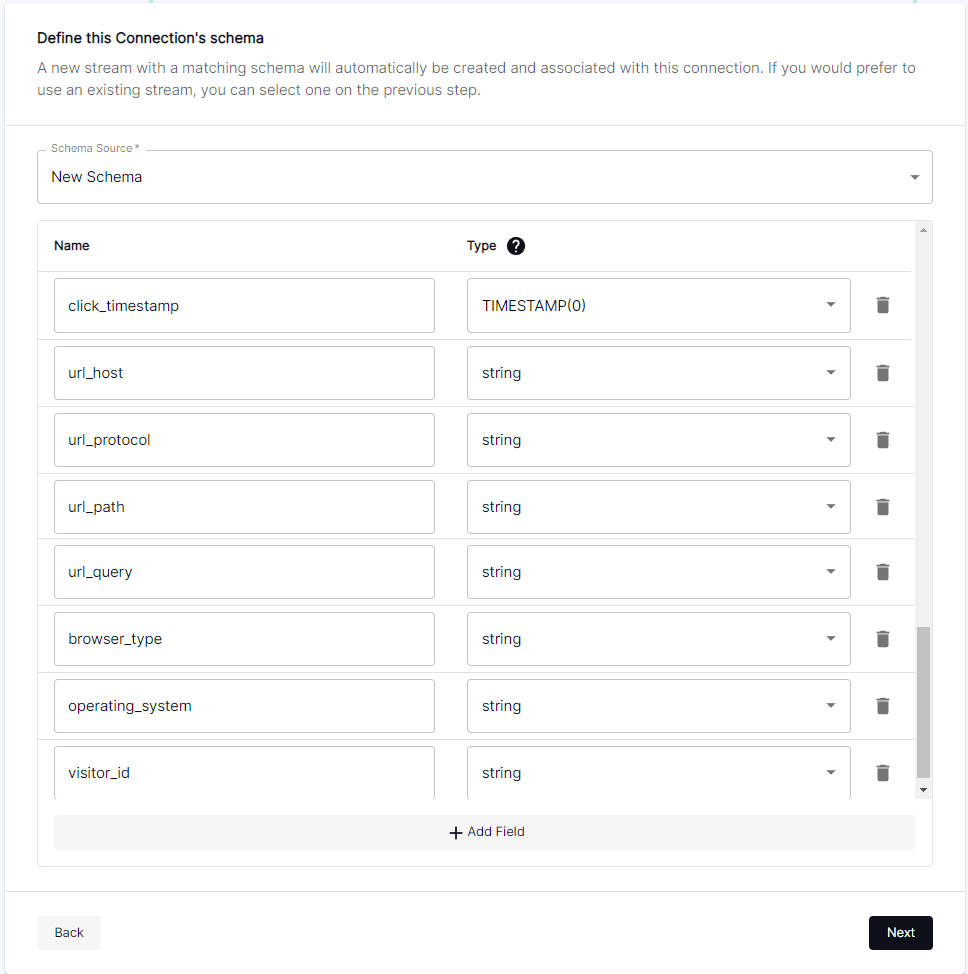 Define this Connection's schema
A new stream with a matching schema will automatically be created and associated with this connection. If you would prefer to
use an existing stream, you can select one on the previous step.
Schema Source *
New Schema
Name Type ?
click_timestamp TIMESTAMP(0)
url_host string
url_protocol string
url_path string
url_query string
browser_type string
operating_system string
visitor_id string
+ Add Field
Back Next